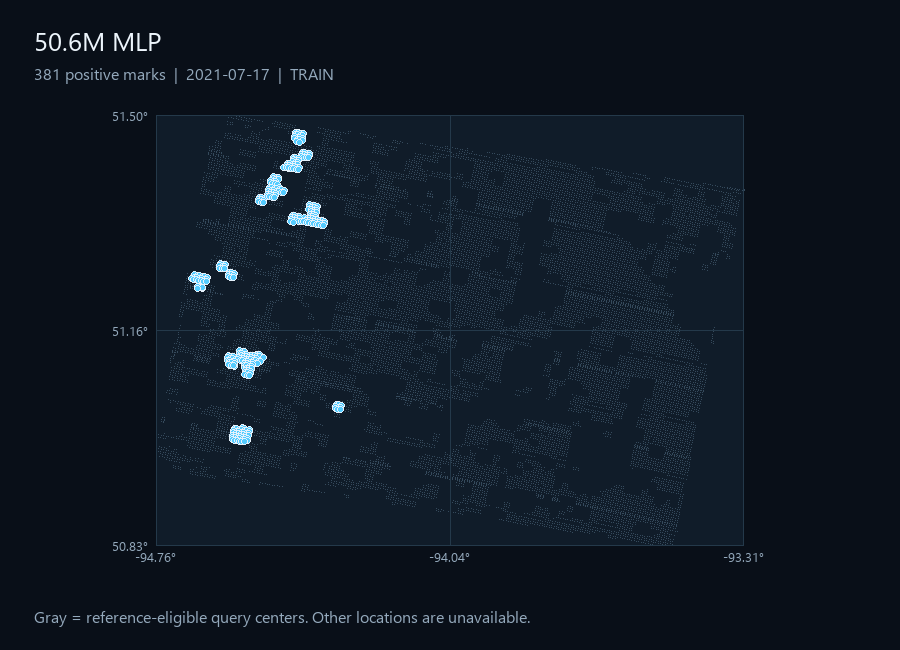 50.6M MLP
381 positive marks | 2021-07-17 | TRAIN
51.50°
51.16°
50.83°
-94.76°
-94.04°
-93.31°
Gray = reference-eligible query centers. Other locations are unavailable.